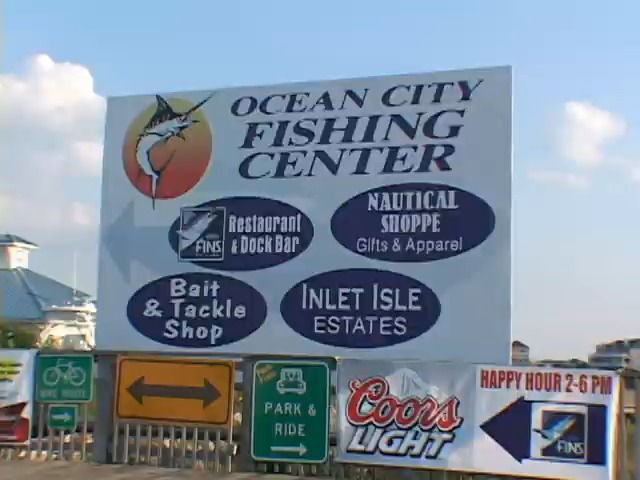 OCEAN CITY
FISHING
CENTER
FINS
Restaurant
& Dock Bar
NAUTICAL
SHOPPE
Gifts & Apparel
Bait
& Tackle
Shop
INLET ISLE
ESTATES
BIKE ROUTE
PARK &
RIDE
Coors
LIGHT
HAPPY HOUR 2-6 PM
FINS